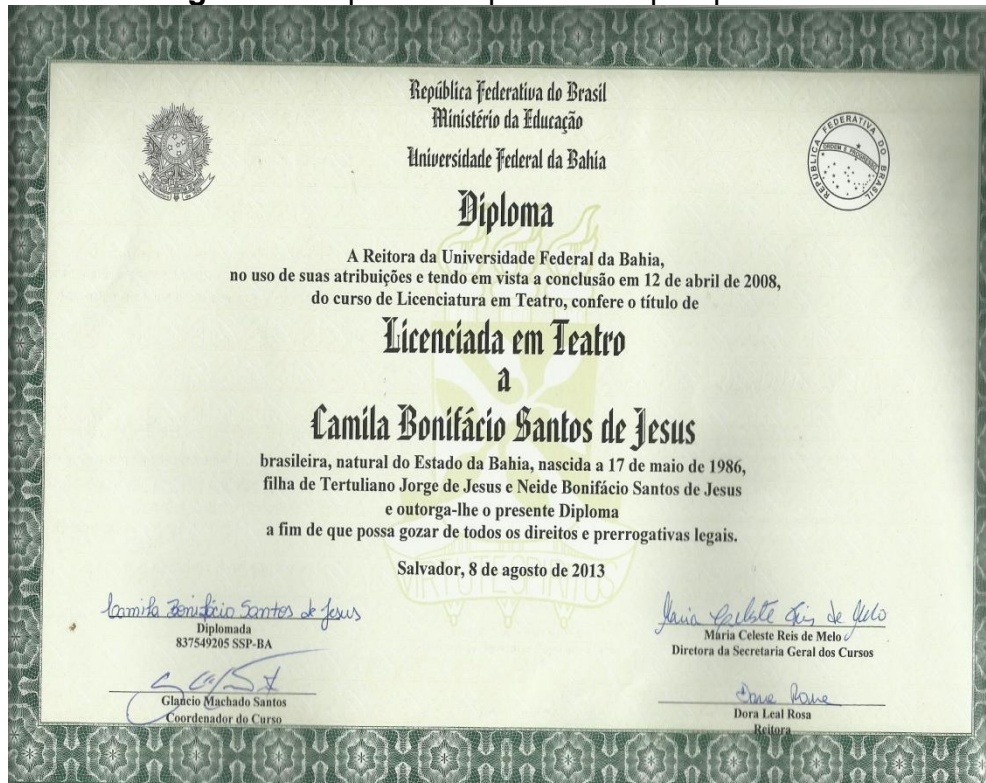 República Federativa do Brasil
Ministério da Educação
Universidade Federal da Bahia
REPÚBLICA FEDERATIVA DO BRASIL
ORDEM E PROGRESSO
Diploma
A Reitora da Universidade Federal da Bahia,
no uso de suas atribuições e tendo em vista a conclusão em 12 de abril de 2008,
do curso de Licenciatura em Teatro, confere o título de
Licenciada em Teatro
a
Camila Bonifácio Santos de Jesus
brasileira, natural do Estado da Bahia, nascida a 17 de maio de 1986,
filha de Tertuliano Jorge de Jesus e Neide Bonifácio Santos de Jesus
e outorga-lhe o presente Diploma
a fim de que possa gozar de todos os direitos e prerrogativas legais.
Salvador, 8 de agosto de 2013
VIRTUTE SPIRITUS
Camila Bonifácio Santos de Jesus
Diplomada
837549205 SSP-BA
Maria Celeste Reis de Melo
Maria Celeste Reis de Melo
Diretora da Secretaria Geral dos Cursos
Glaucio Machado Santos
Coordenador do Curso
Dora Leal Rosa
Reitora